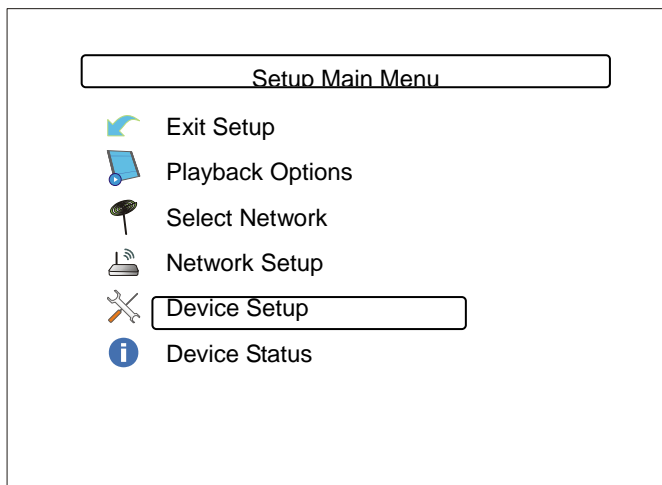 Setup Main Menu
Exit Setup
Playback Options
Select Network
Network Setup
Device Setup
Device Status